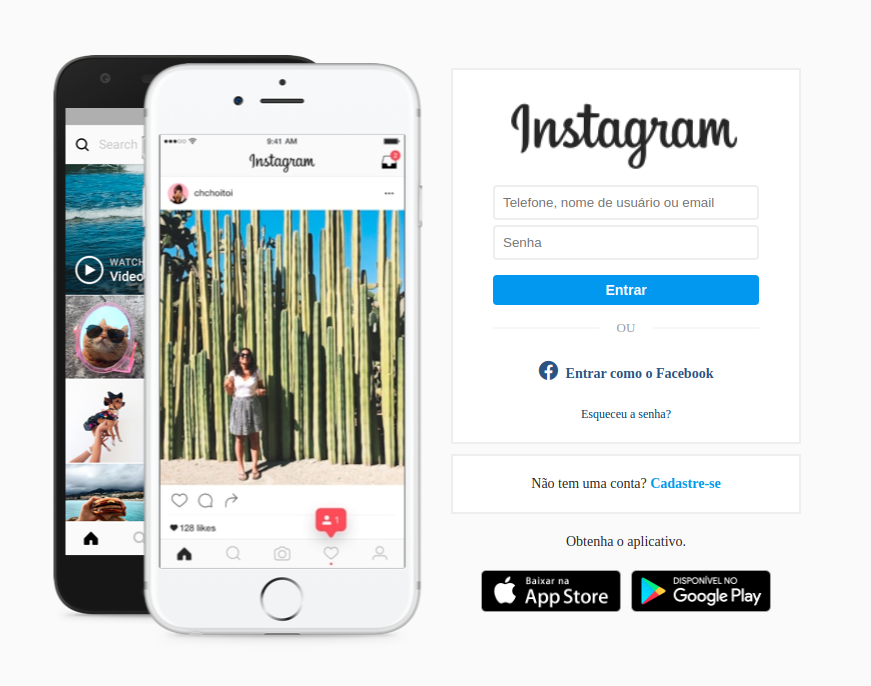 Search
WATCH
Video
9:41 AM
Instagram
2
chchoitoi
128 likes
1
Instagram
Telefone, nome de usuário ou email
Senha
Entrar
OU
Entrar como o Facebook
Esqueceu a senha?
Não tem uma conta? Cadastre-se
Obtenha o aplicativo.
Baixar na
App Store
DISPONÍVEL NO
Google Play